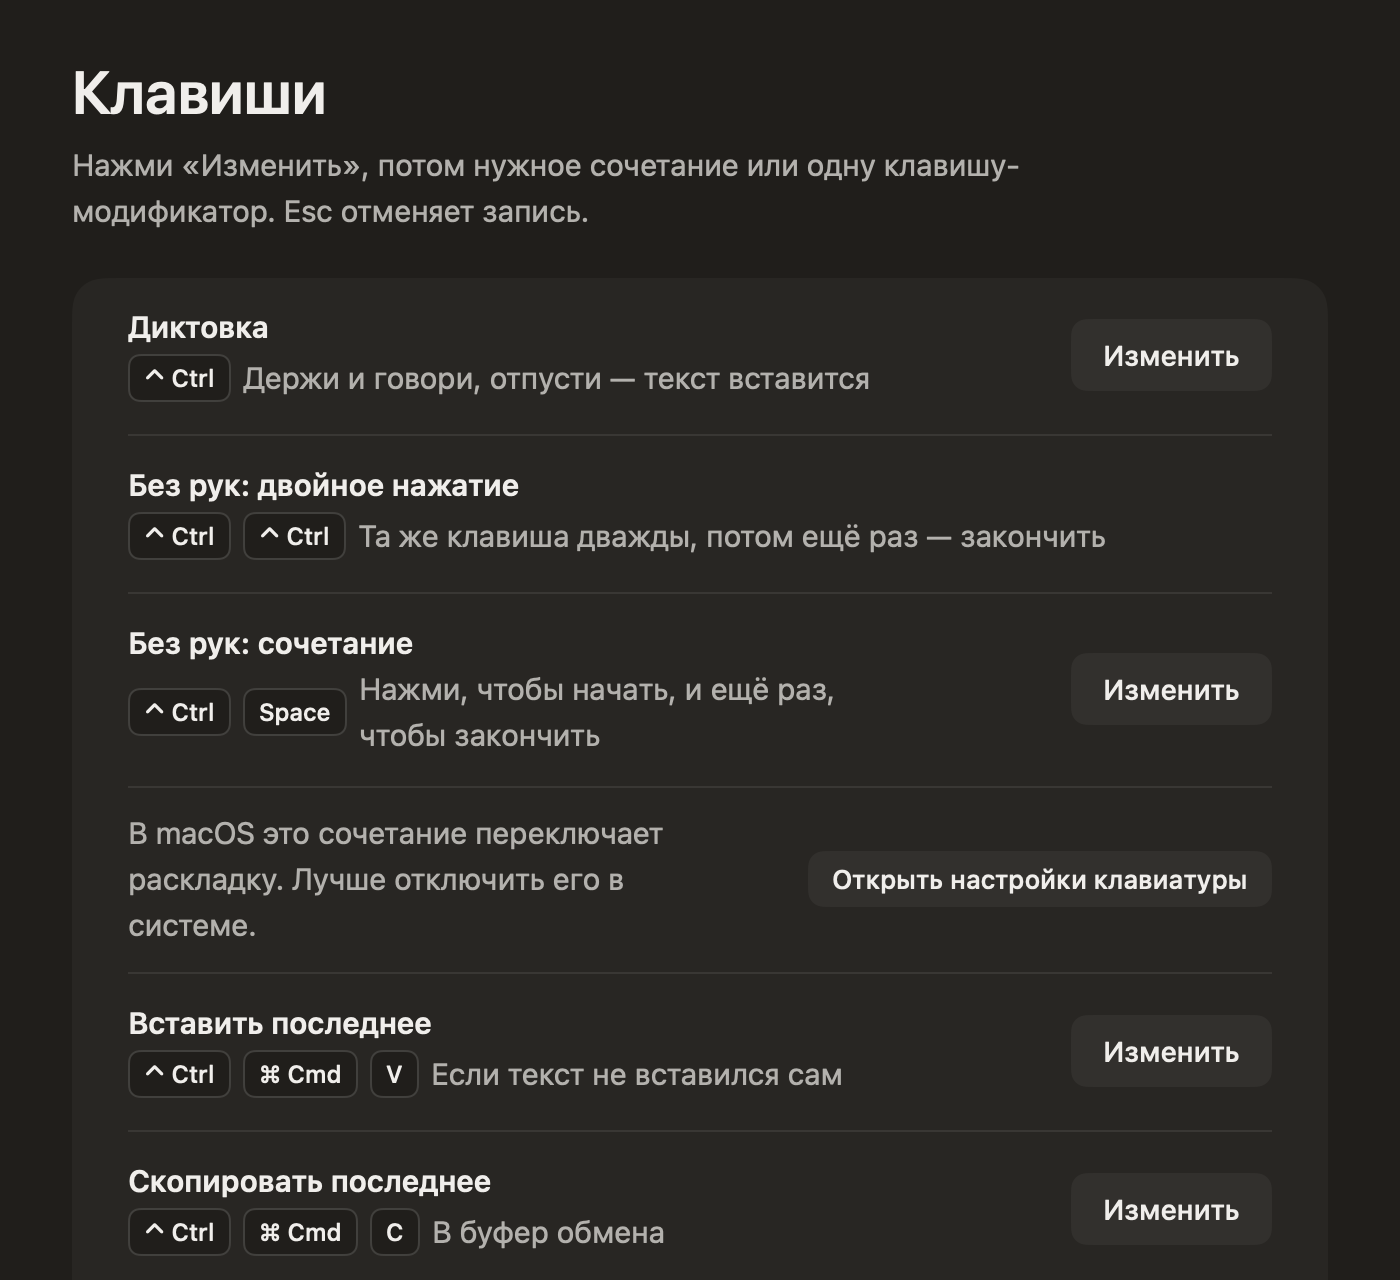 Клавиши
Нажми «Изменить», потом нужное сочетание или одну клавишу-
модификатор. Esc отменяет запись.
Диктовка
^ Ctrl Держи и говори, отпусти — текст вставится
Изменить
Без рук: двойное нажатие
^ Ctrl ^ Ctrl Та же клавиша дважды, потом ещё раз — закончить
Без рук: сочетание
^ Ctrl Space Нажми, чтобы начать, и ещё раз,
чтобы закончить
Изменить
В macOS это сочетание переключает
раскладку. Лучше отключить его в
системе.
Открыть настройки клавиатуры
Вставить последнее
^ Ctrl ⌘ Cmd V Если текст не вставился сам
Изменить
Скопировать последнее
^ Ctrl ⌘ Cmd C В буфер обмена
Изменить